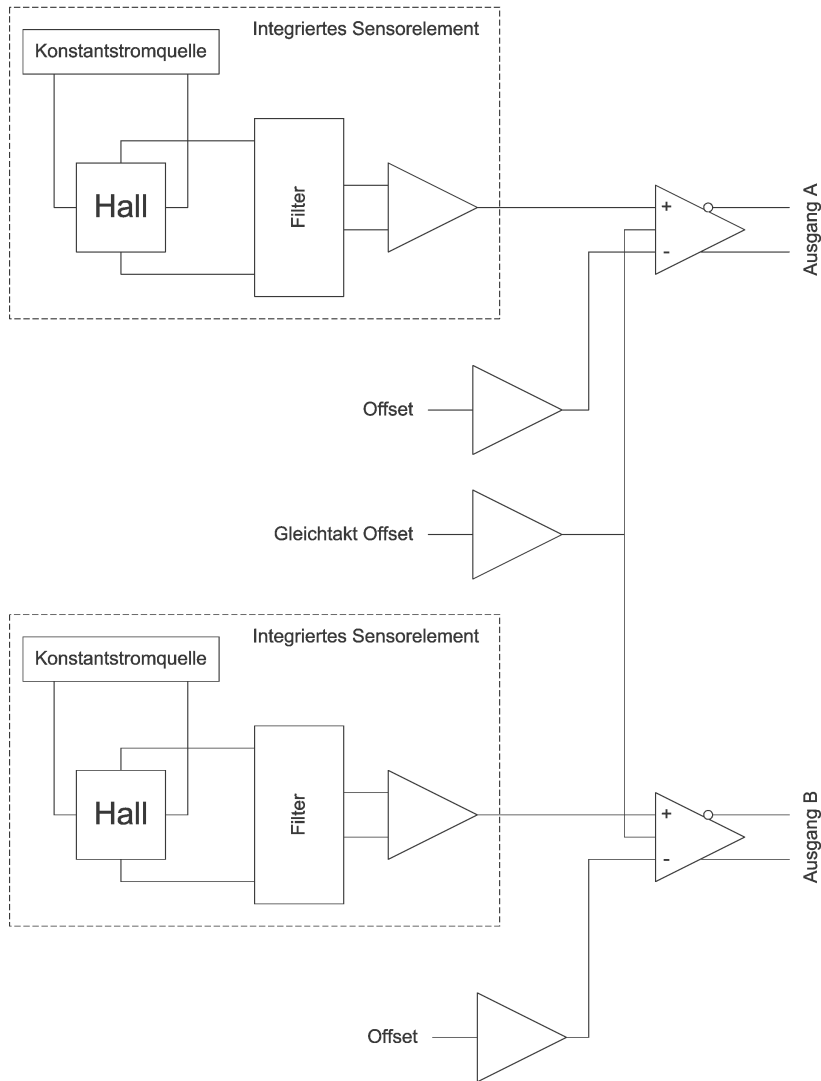 Integriertes Sensorelement
Konstantstromquelle
Hall
Filter
+
-
Ausgang A
Offset
Gleichtakt Offset
Integriertes Sensorelement
Konstantstromquelle
Hall
Filter
+
-
Ausgang B
Offset